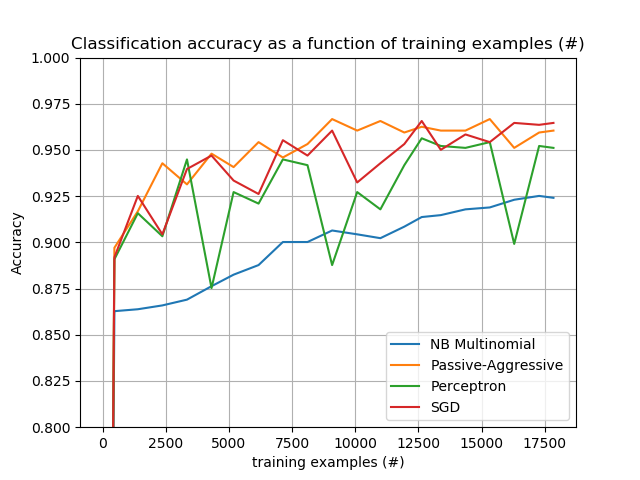 Classification accuracy as a function of training examples (#)
1.000
0.975
0.950
0.925
0.900
0.875
0.850
0.825
0.800
Accuracy
NB Multinomial
Passive-Aggressive
Perceptron
SGD
0 2500 5000 7500 10000 12500 15000 17500
training examples (#)